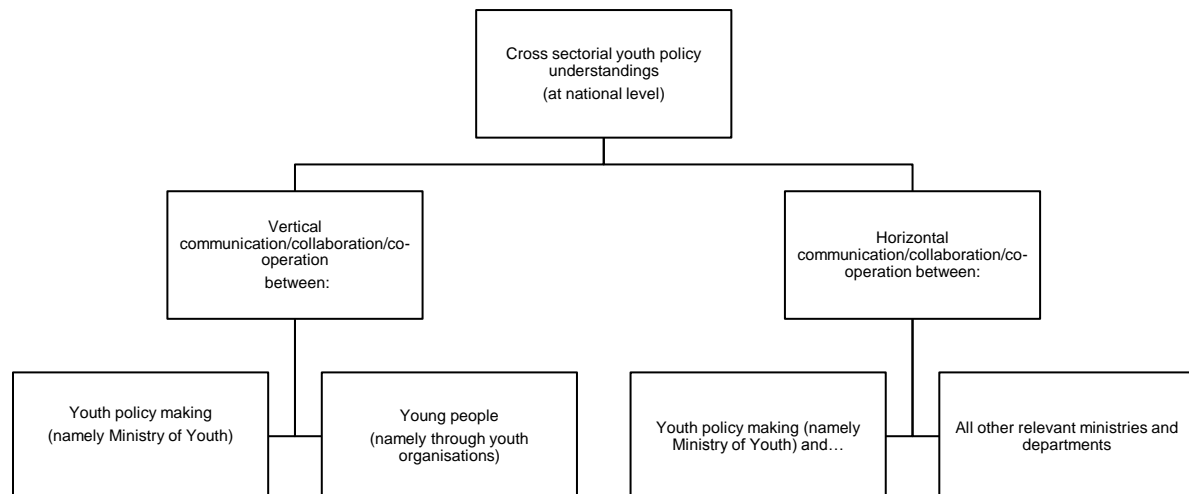 Cross sectorial youth policy
understandings
(at national level)
Vertical
communication/collaboration/co-
operation
between:
Horizontal
communication/collaboration/co-
operation between:
Youth policy making
(namely Ministry of Youth)
Young people
(namely through youth
organisations)
Youth policy making (namely
Ministry of Youth) and…
All other relevant ministries and
departments